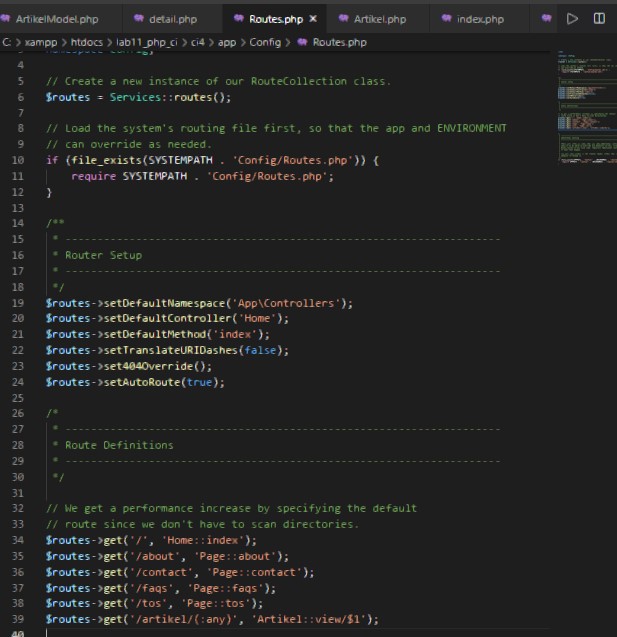 ArtikelModel.php detail.php Routes.php × Artikel.php index.php
C: > xampp > htdocs > lab11_php_ci > ci4 > app > Config > Routes.php
4
5 // Create a new instance of our RouteCollection class.
6 $routes = Services::routes();
7
8 // Load the system's routing file first, so that the app and ENVIRONMENT
9 // can override as needed.
10 if (file_exists(SYSTEMPATH . 'Config/Routes.php')) {
11 require SYSTEMPATH . 'Config/Routes.php';
12 }
13
14 /**
15 * --------------------------------------------------------------------
16 * Router Setup
17 * --------------------------------------------------------------------
18 */
19 $routes->setDefaultNamespace('App\Controllers');
20 $routes->setDefaultController('Home');
21 $routes->setDefaultMethod('index');
22 $routes->setTranslateURIDashes(false);
23 $routes->set404Override();
24 $routes->setAutoRoute(true);
25
26 /*
27 * --------------------------------------------------------------------
28 * Route Definitions
29 * --------------------------------------------------------------------
30 */
31
32 // We get a performance increase by specifying the default
33 // route since we don't have to scan directories.
34 $routes->get('/', 'Home::index');
35 $routes->get('/about', 'Page::about');
36 $routes->get('/contact', 'Page::contact');
37 $routes->get('/faqs', 'Page::faqs');
38 $routes->get('/tos', 'Page::tos');
39 $routes->get('/artikel/(:any)', 'Artikel::view/$1');
40